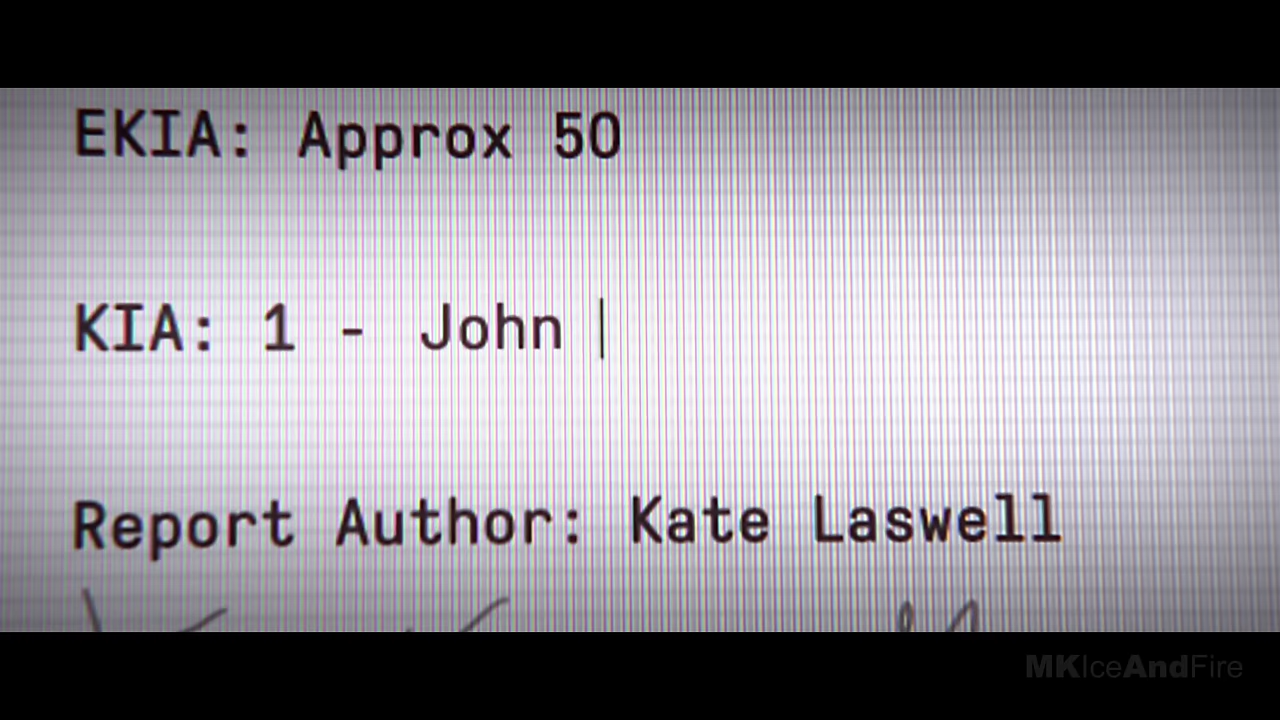 EKIA: Approx 50
KIA: 1 - John
Report Author: Kate Laswell
MKIceAndFire